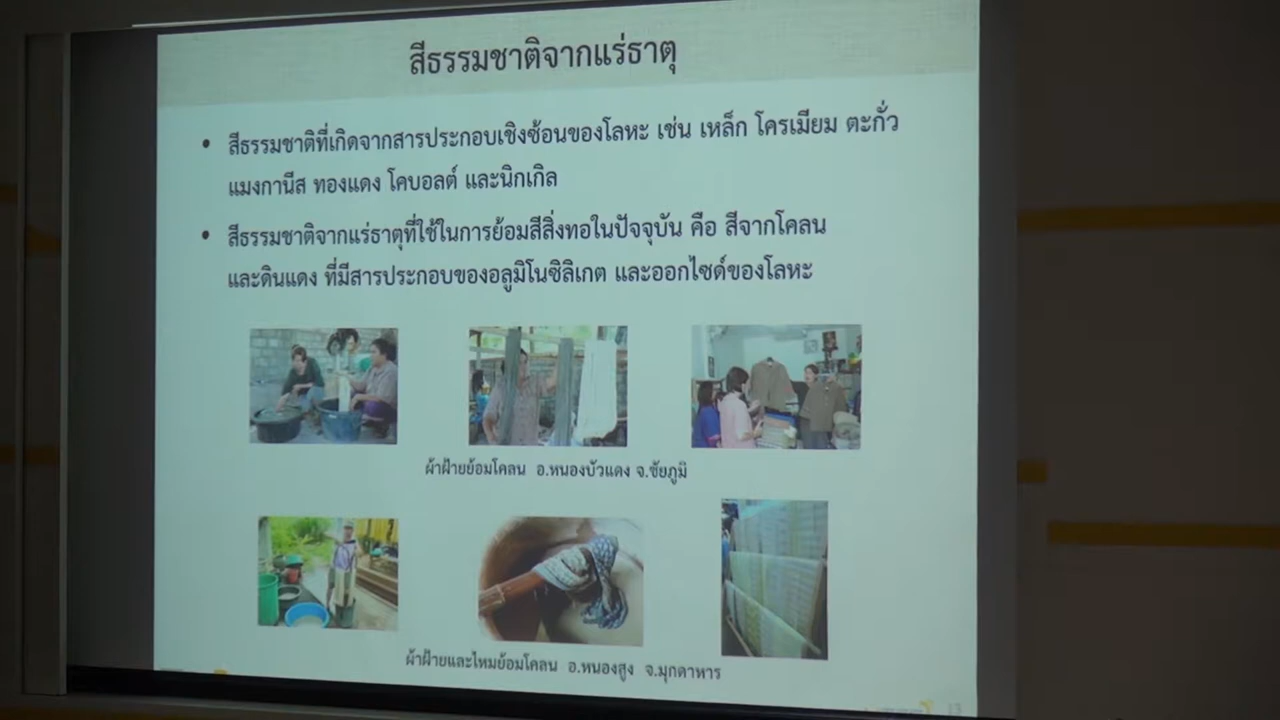 สีธรรมชาติจากแร่ธาตุ
• สีธรรมชาติที่เกิดจากสารประกอบเชิงซ้อนของโลหะ เช่น เหล็ก โครเมียม ตะกั่ว
แมงกานีส ทองแดง โคบอลต์ และนิกเกิล
• สีธรรมชาติจากแร่ธาตุที่ใช้ในการย้อมสีสิ่งทอในปัจจุบัน คือ สีจากโคลน
และดินแดง ที่มีสารประกอบของอลูมิโนซิลิเกต และออกไซด์ของโลหะ
ผ้าฝ้ายย้อมโคลน อ.หนองบัวแดง จ.ชัยภูมิ
ผ้าฝ้ายและไหมย้อมโคลน อ.หนองสูง จ.มุกดาหาร
13